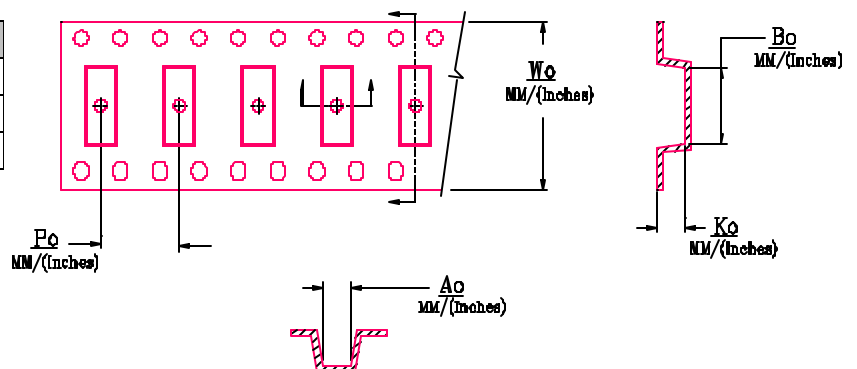 Wo
MM/(Inches)
Bo
MM/(Inches)
Po
MM/(Inches)
Ko
MM/(Inches)
Ao
MM/(Inches)